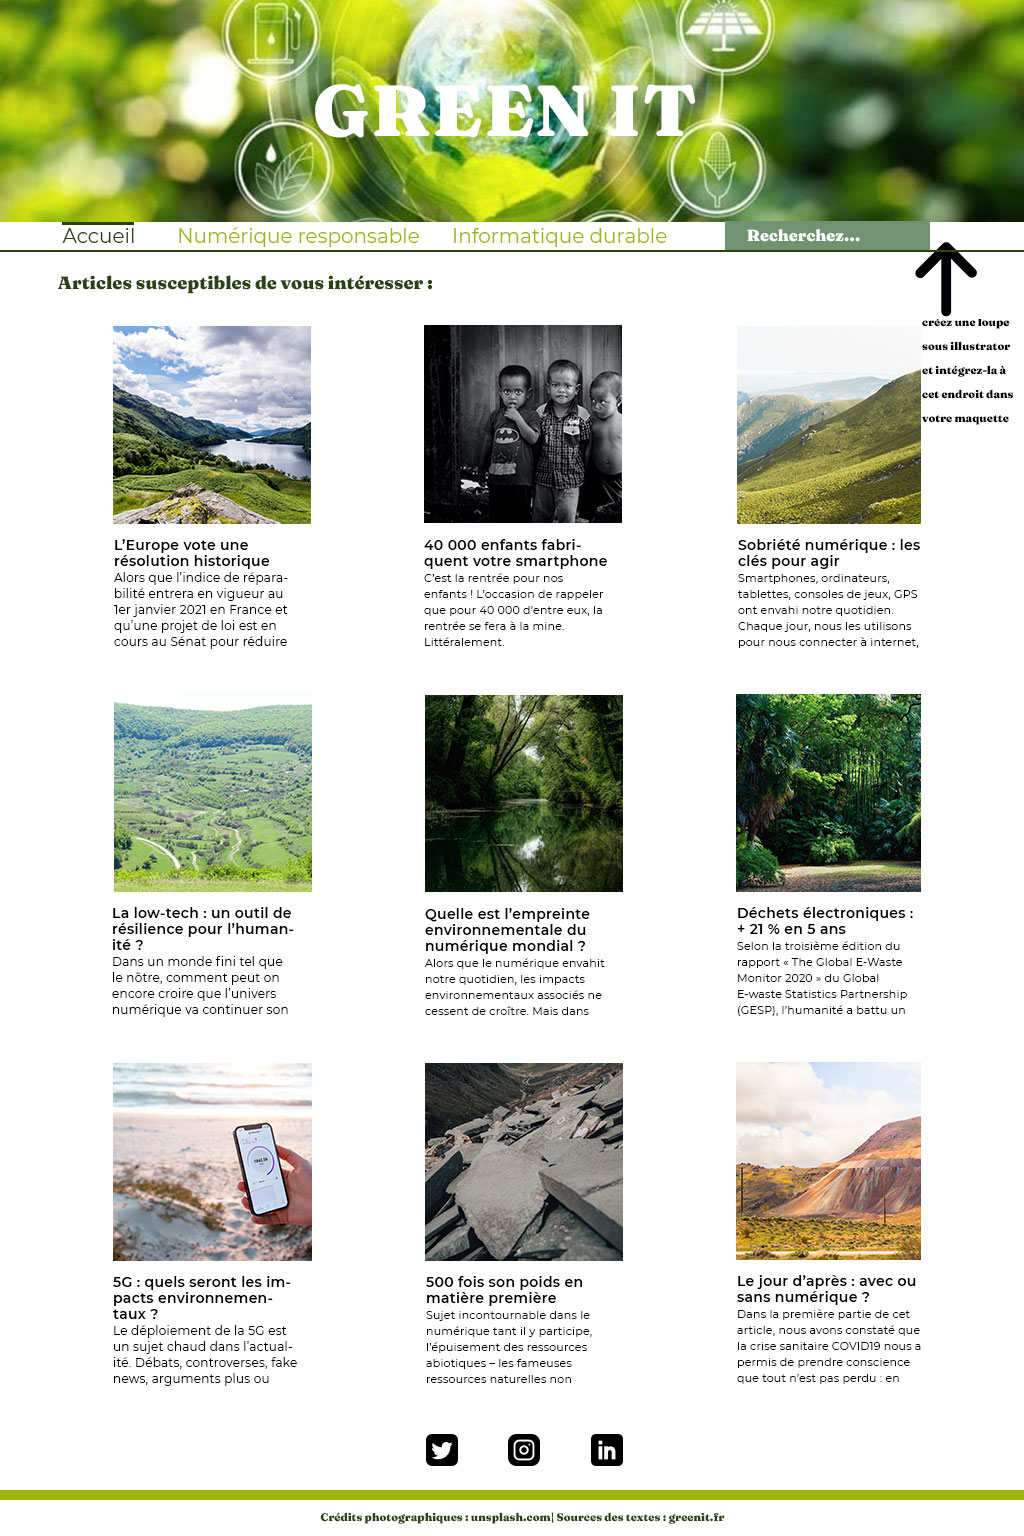 GREEN IT
Accueil
Numérique responsable
Informatique durable
Recherchez...
Articles susceptibles de vous intéresser :
créez une loupe
sous illustrator
et intégrez-la à
cet endroit dans
votre maquette
L’Europe vote une
résolution historique
Alors que l’indice de répara-
bilité entrera en vigueur au
1er janvier 2021 en France et
qu’une projet de loi est en
cours au Sénat pour réduire
40 000 enfants fabri-
quent votre smartphone
C’est la rentrée pour nos
enfants ! L’occasion de rappeler
que pour 40 000 d’entre eux, la
rentrée se fera à la mine.
Littéralement.
Sobriété numérique : les
clés pour agir
Smartphones, ordinateurs,
tablettes, consoles de jeux, GPS
ont envahi notre quotidien.
Chaque jour, nous les utilisons
pour nous connecter à internet,
La low-tech : un outil de
résilience pour l’human-
ité ?
Dans un monde fini tel que
le nôtre, comment peut on
encore croire que l’univers
numérique va continuer son
Quelle est l’empreinte
environnementale du
numérique mondial ?
Alors que le numérique envahit
notre quotidien, les impacts
environnementaux associés ne
cessent de croître. Mais dans
Déchets électroniques :
+ 21 % en 5 ans
Selon la troisième édition du
rapport « The Global E-Waste
Monitor 2020 » du Global
E-waste Statistics Partnership
(GESP), l’humanité a battu un
5G : quels seront les im-
pacts environnemen-
taux ?
Le déploiement de la 5G est
un sujet chaud dans l’actual-
ité. Débats, controverses, fake
news, arguments plus ou
500 fois son poids en
matière première
Sujet incontournable dans le
numérique tant il y participe,
l’épuisement des ressources
abiotiques – les fameuses
ressources naturelles non
Le jour d’après : avec ou
sans numérique ?
Dans la première partie de cet
article, nous avons constaté que
la crise sanitaire COVID19 nous a
permis de prendre conscience
que tout n’est pas perdu : en
in
Crédits photographiques : unsplash.com| Sources des textes : greenit.fr